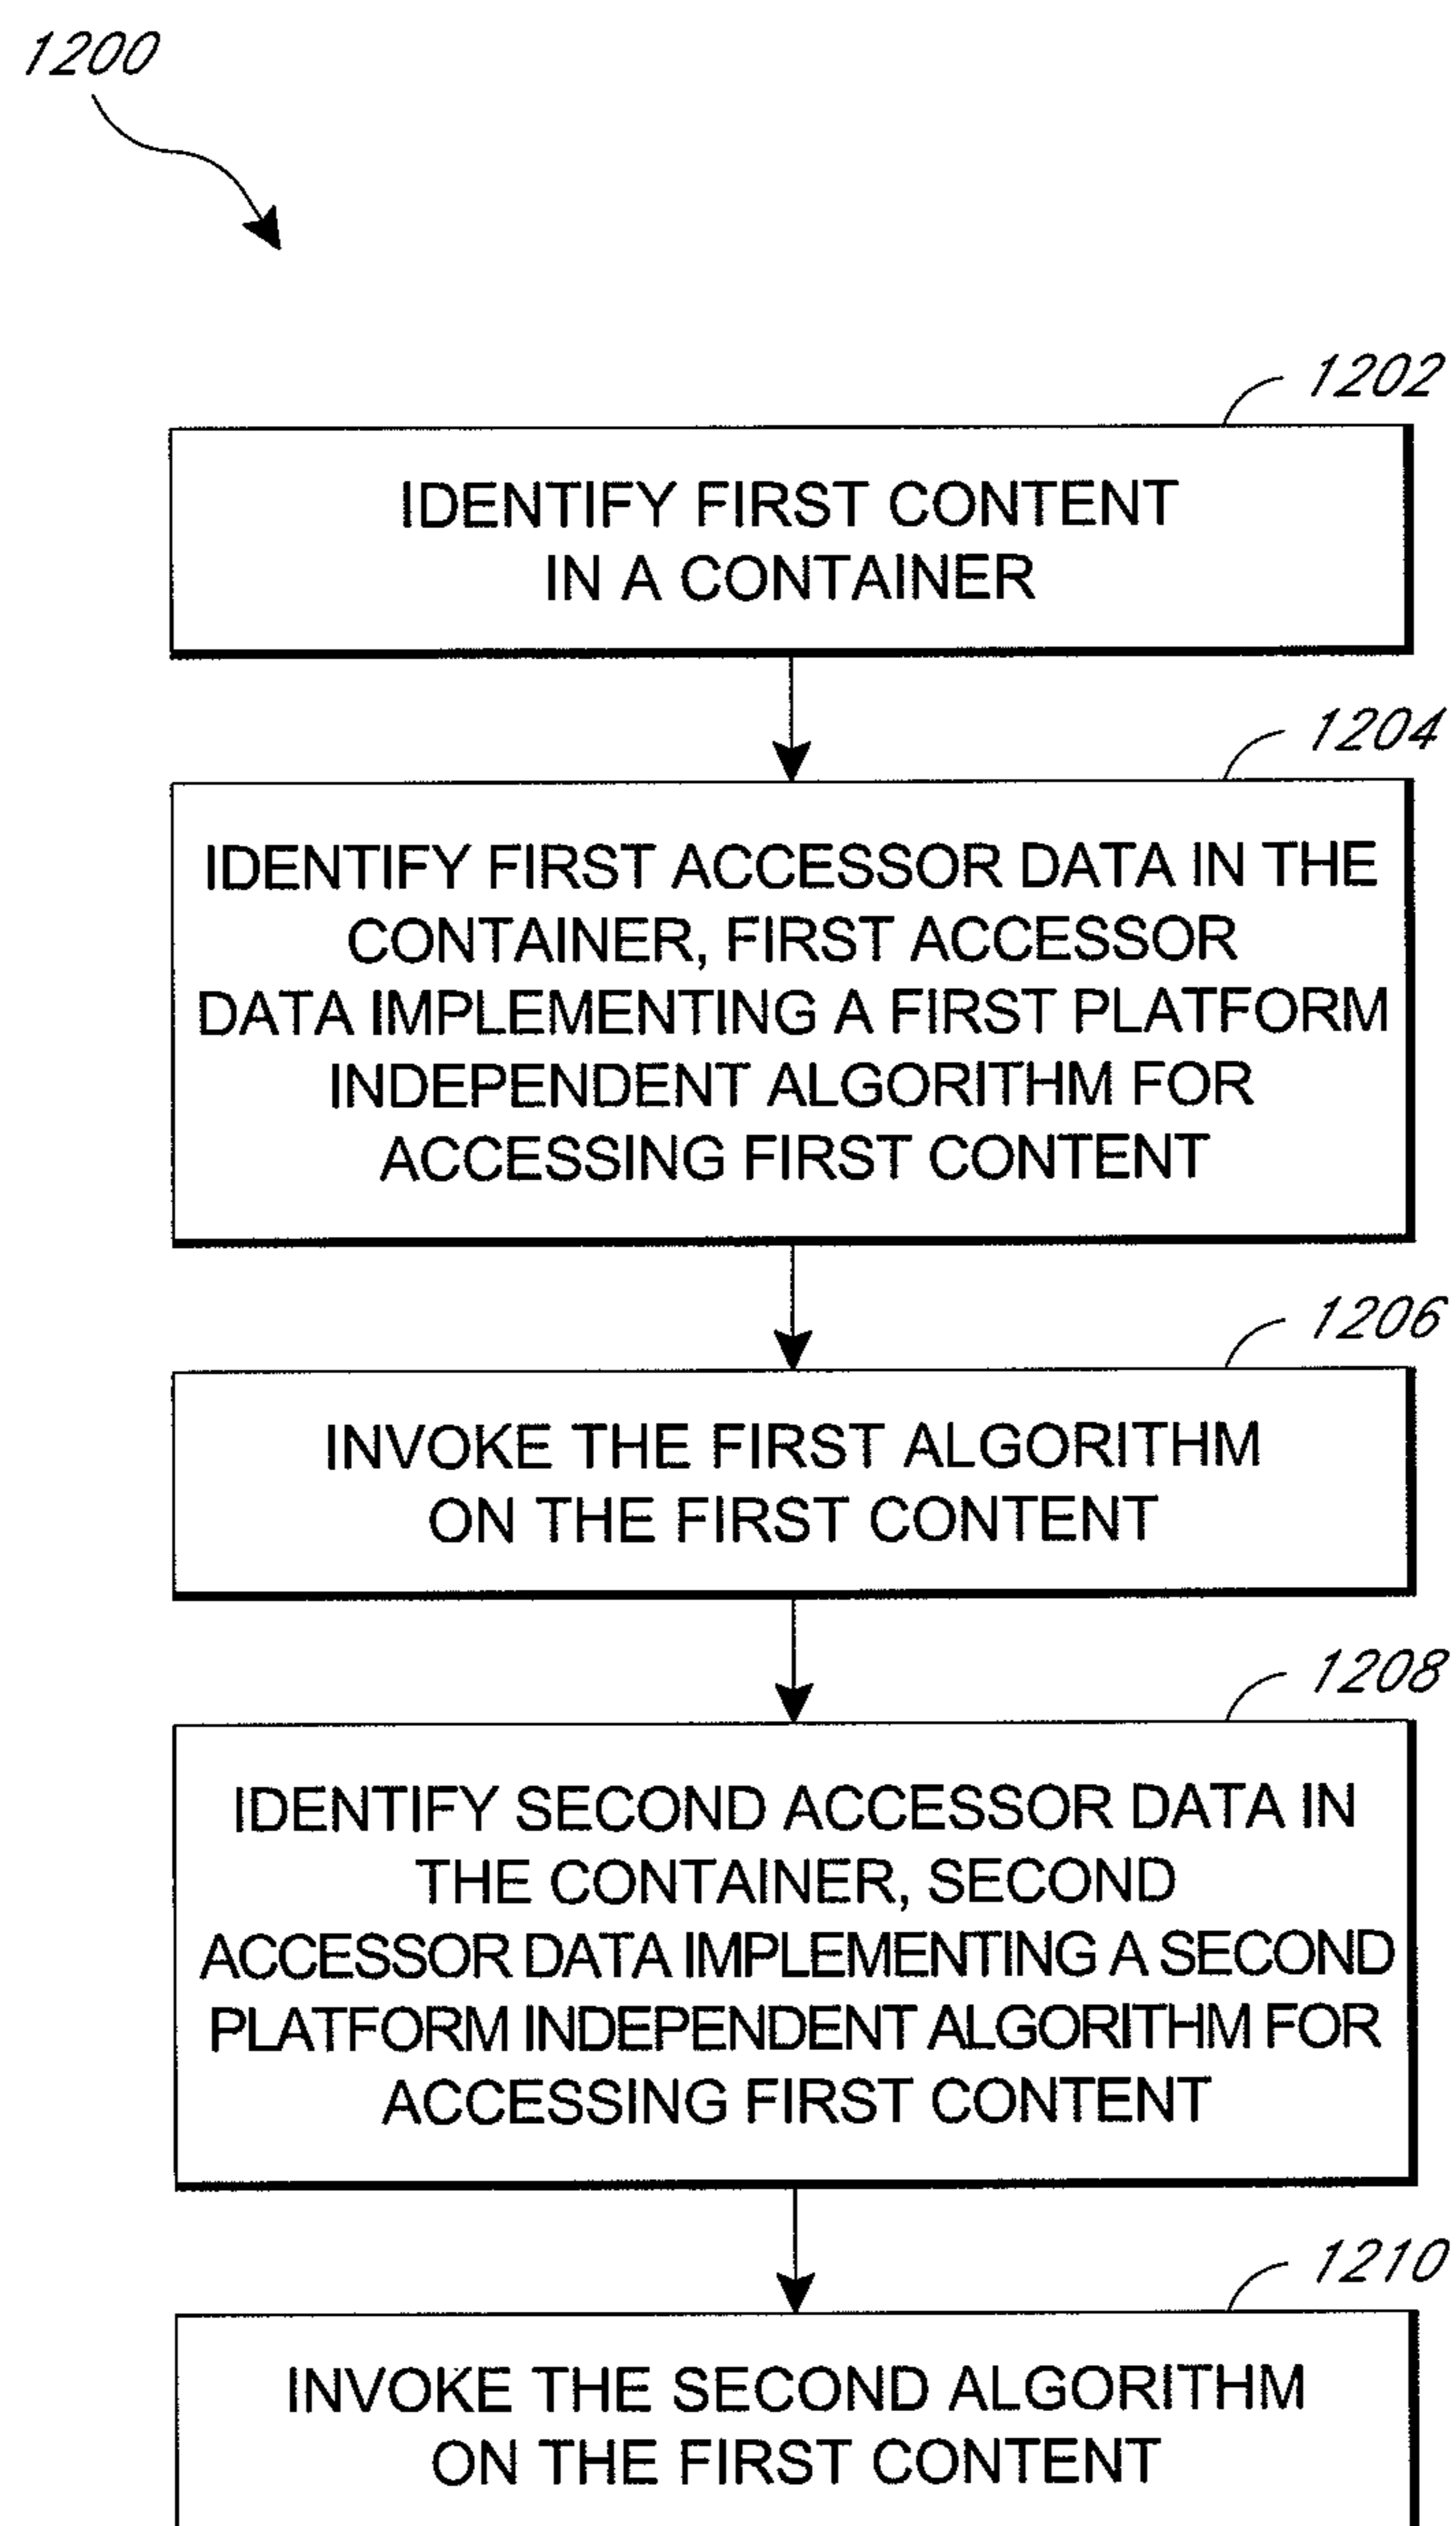 1200
1202
IDENTIFY FIRST CONTENT
IN A CONTAINER
1204
IDENTIFY FIRST ACCESSOR DATA IN THE
CONTAINER, FIRST ACCESSOR
DATA IMPLEMENTING A FIRST PLATFORM
INDEPENDENT ALGORITHM FOR
ACCESSING FIRST CONTENT
1206
INVOKE THE FIRST ALGORITHM
ON THE FIRST CONTENT
1208
IDENTIFY SECOND ACCESSOR DATA IN
THE CONTAINER, SECOND
ACCESSOR DATA IMPLEMENTING A SECOND
PLATFORM INDEPENDENT ALGORITHM FOR
ACCESSING FIRST CONTENT
1210
INVOKE THE SECOND ALGORITHM
ON THE FIRST CONTENT